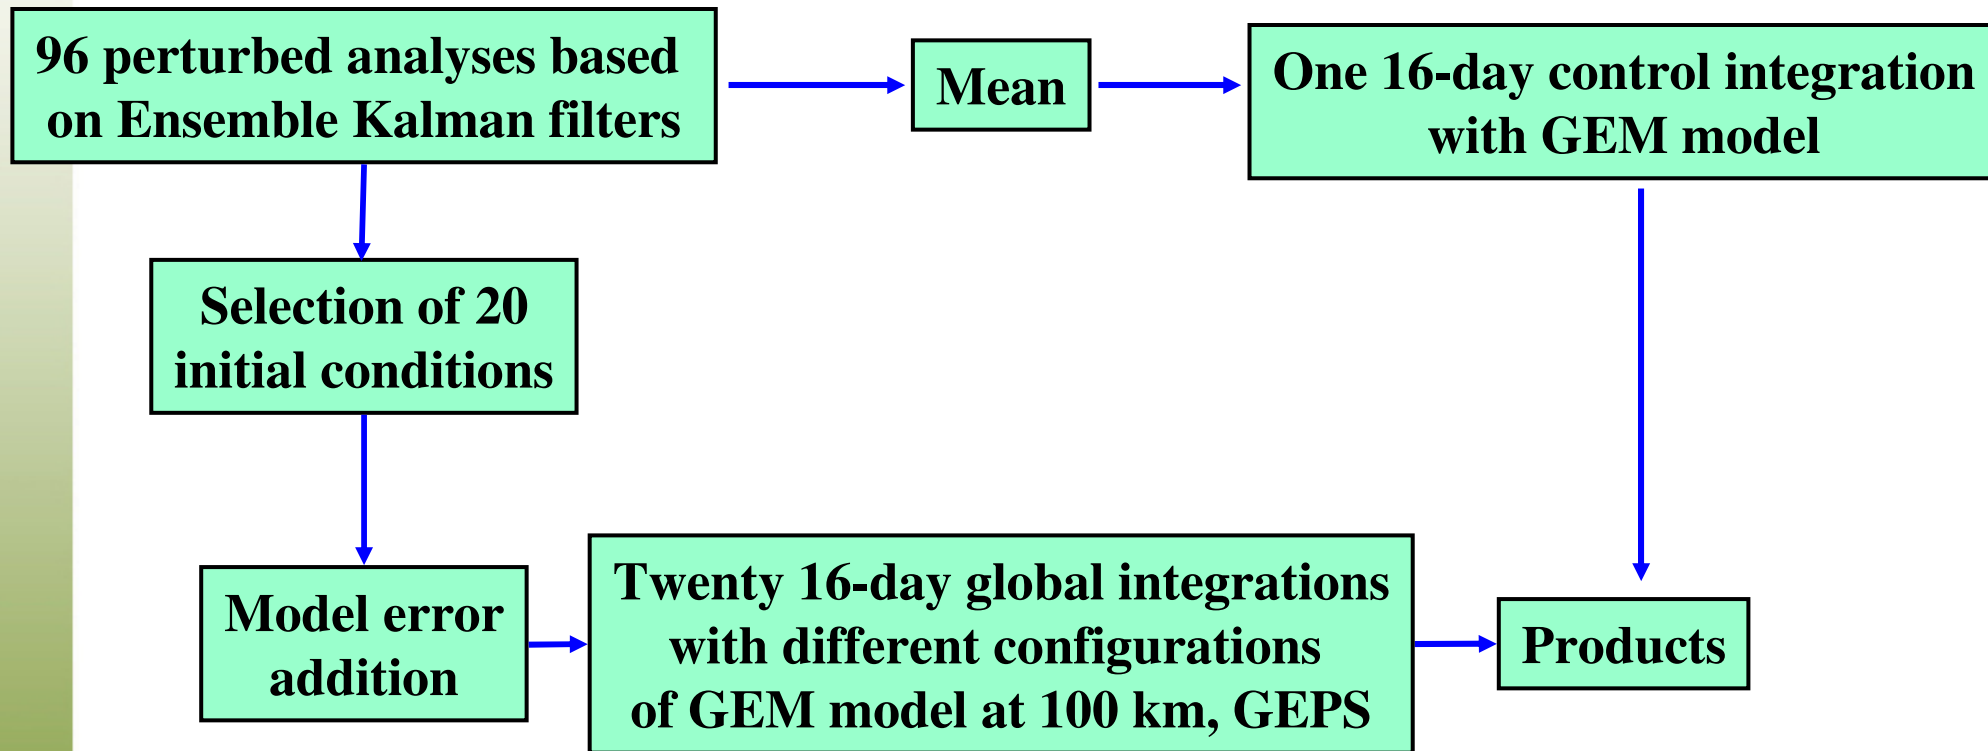 96 perturbed analyses based
on Ensemble Kalman filters
Mean
One 16-day control integration
with GEM model
Selection of 20
initial conditions
Model error
addition
Twenty 16-day global integrations
with different configurations
of GEM model at 100 km, GEPS
Products